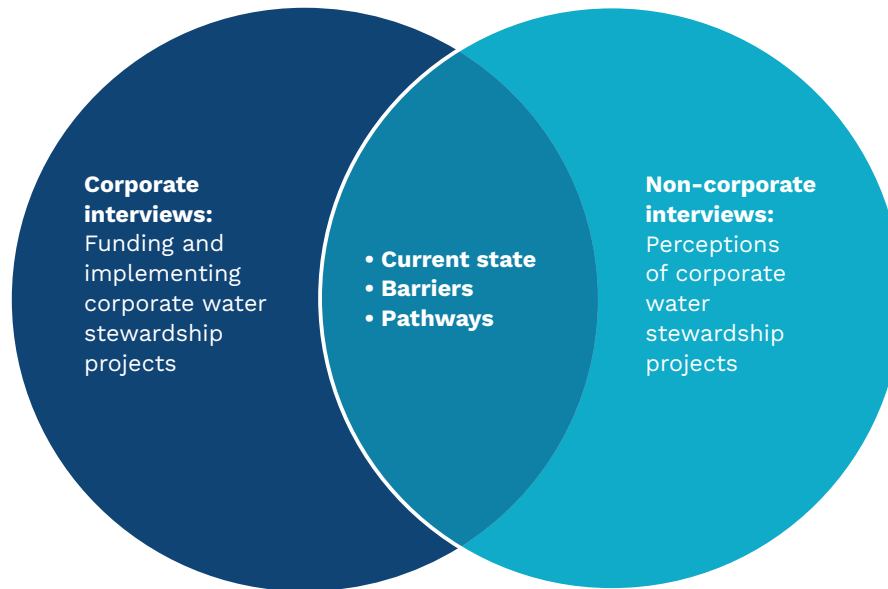 Corporate
interviews:
Funding and
implementing
corporate water
stewardship
projects
• Current state
• Barriers
• Pathways
Non-corporate
interviews:
Perceptions
of corporate
water
stewardship
projects